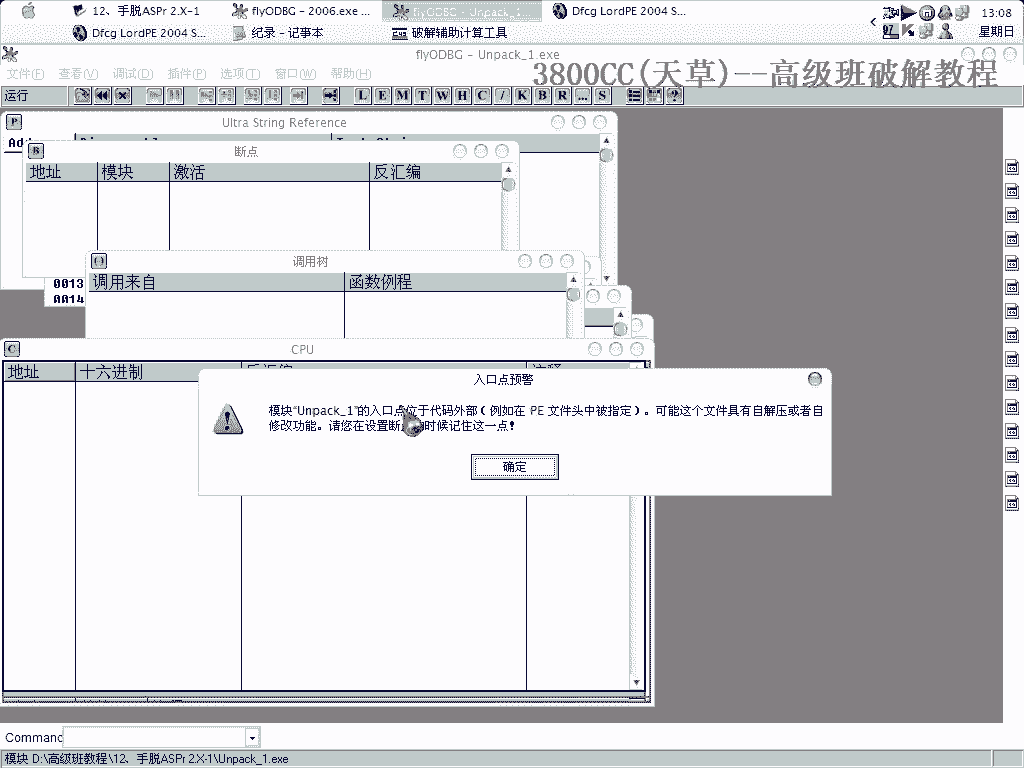 12、手脱ASPr 2.X-1
flyODBG - 2006.exe ...
flyODBG - Unpack_1...
Dfcg LordPE 2004 S...
13:08
Dfcg LordPE 2004 S...
纪录 - 记事本
破解辅助计算工具
星期日
flyODBG - Unpack_1.exe
3800CC(天草)--高级班破解教程
文件(F) 查看(V) 调试(D) 插件(P) 选项(T) 窗口(W) 帮助(H)
运行
L E M T W H C / K B R ... S
Ultra String Reference
断点
地址 模块 激活 反汇编
调用树
0013
调用来自 函数例程
0014
CPU
地址 十六进制 反汇编 注释
入口点预警
模块"Unpack_1"的入口点位于代码外部（例如在 PE 文件头中被指定）。可能这个文件具有自解压或者自
修改功能。请您在设置断 时候记住这一点！
确定
Command
模块 D:\高级班教程\12、手脱ASPr 2.X-1\Unpack_1.exe